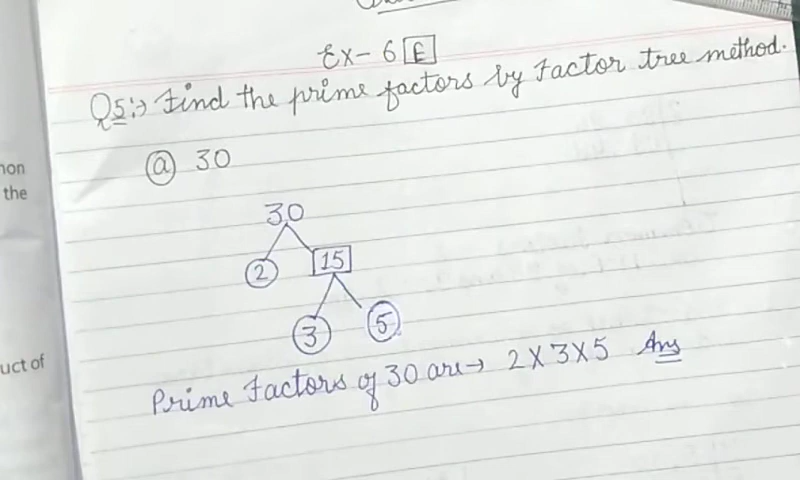 Ex - 6 E
Q5:→ Find the prime factors by Factor tree method.
a 30
30
2 15
3 5
Prime Factors of 30 are → 2 X 3 X 5 Ans
the
uct of